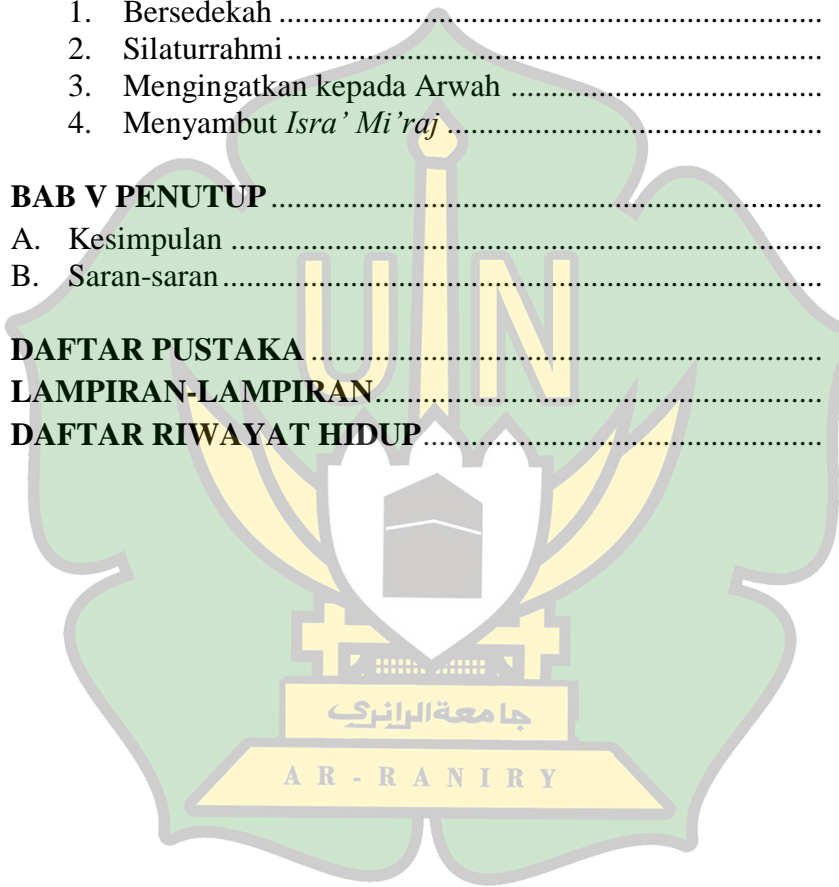 1. Bersedekah ........................................................................
2. Silaturrahmi .......................................................................
3. Mengingatkan kepada Arwah ..........................................
4. Menyambut Isra’ Mi’raj ..................................................
BAB V PENUTUP ..........................................................................
A. Kesimpulan ..............................................................................
B. Saran-saran ...............................................................................
DAFTAR PUSTAKA ....................................................................
LAMPIRAN-LAMPIRAN ............................................................
DAFTAR RIWAYAT HIDUP ......................................................
UIN
جامعة الرانري
AR-RANIRY